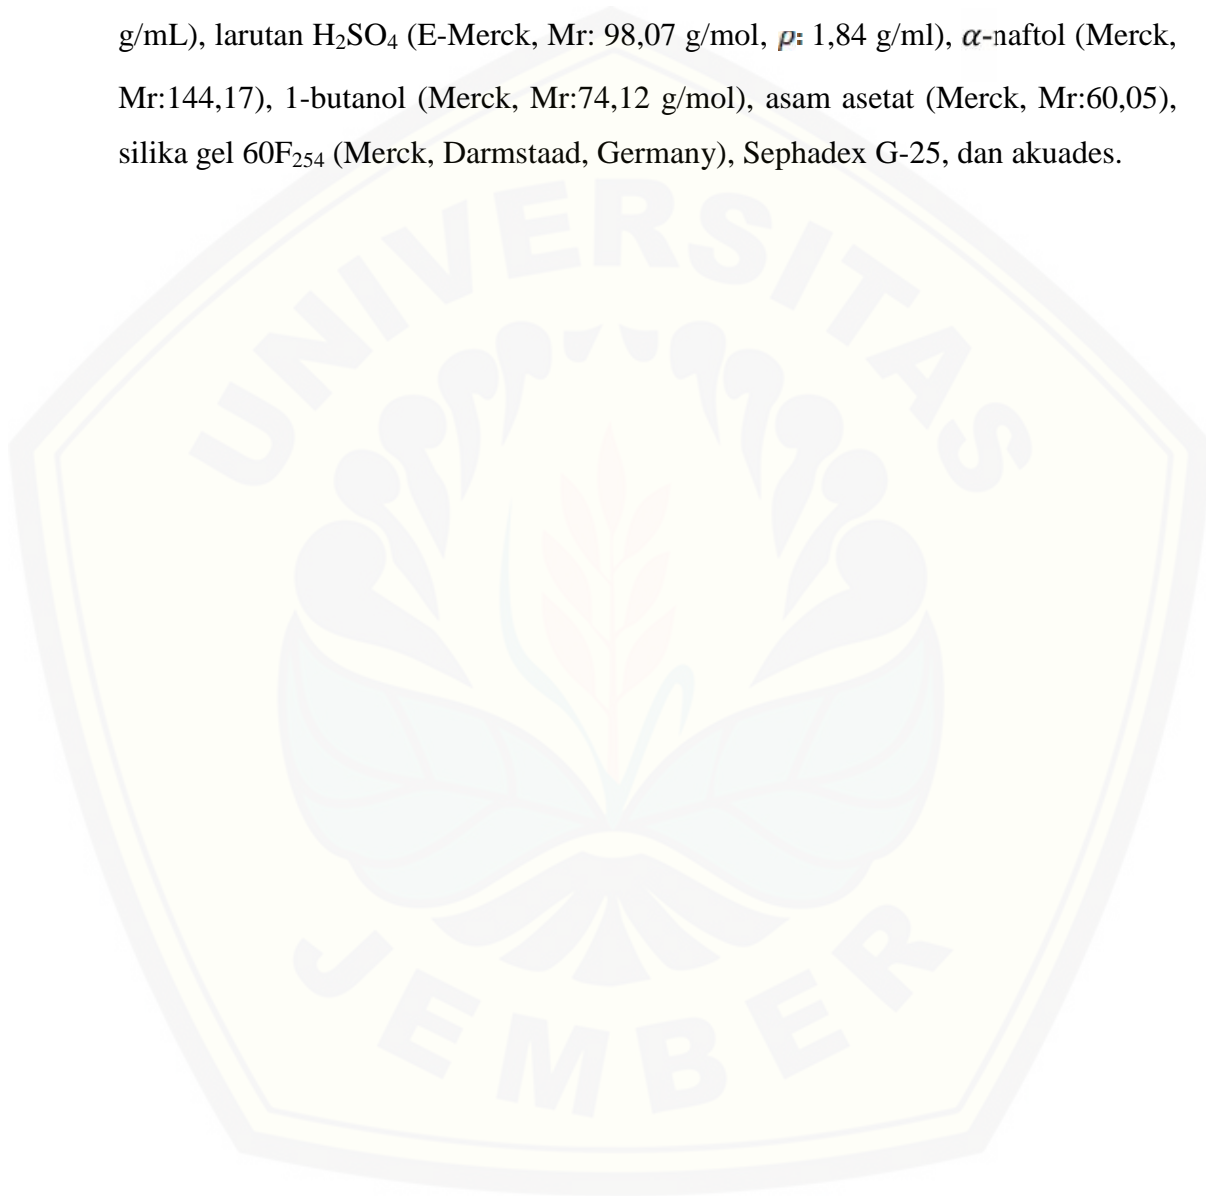 g/mL), larutan H₂SO₄ (E-Merck, Mr: 98,07 g/mol, ρ: 1,84 g/ml), α-naftol (Merck,
Mr:144,17), 1-butanol (Merck, Mr:74,12 g/mol), asam asetat (Merck, Mr:60,05),
silika gel 60F₂₅₄ (Merck, Darmstaad, Germany), Sephadex G-25, dan akuades.
UNIVERSITAS
JEMBER